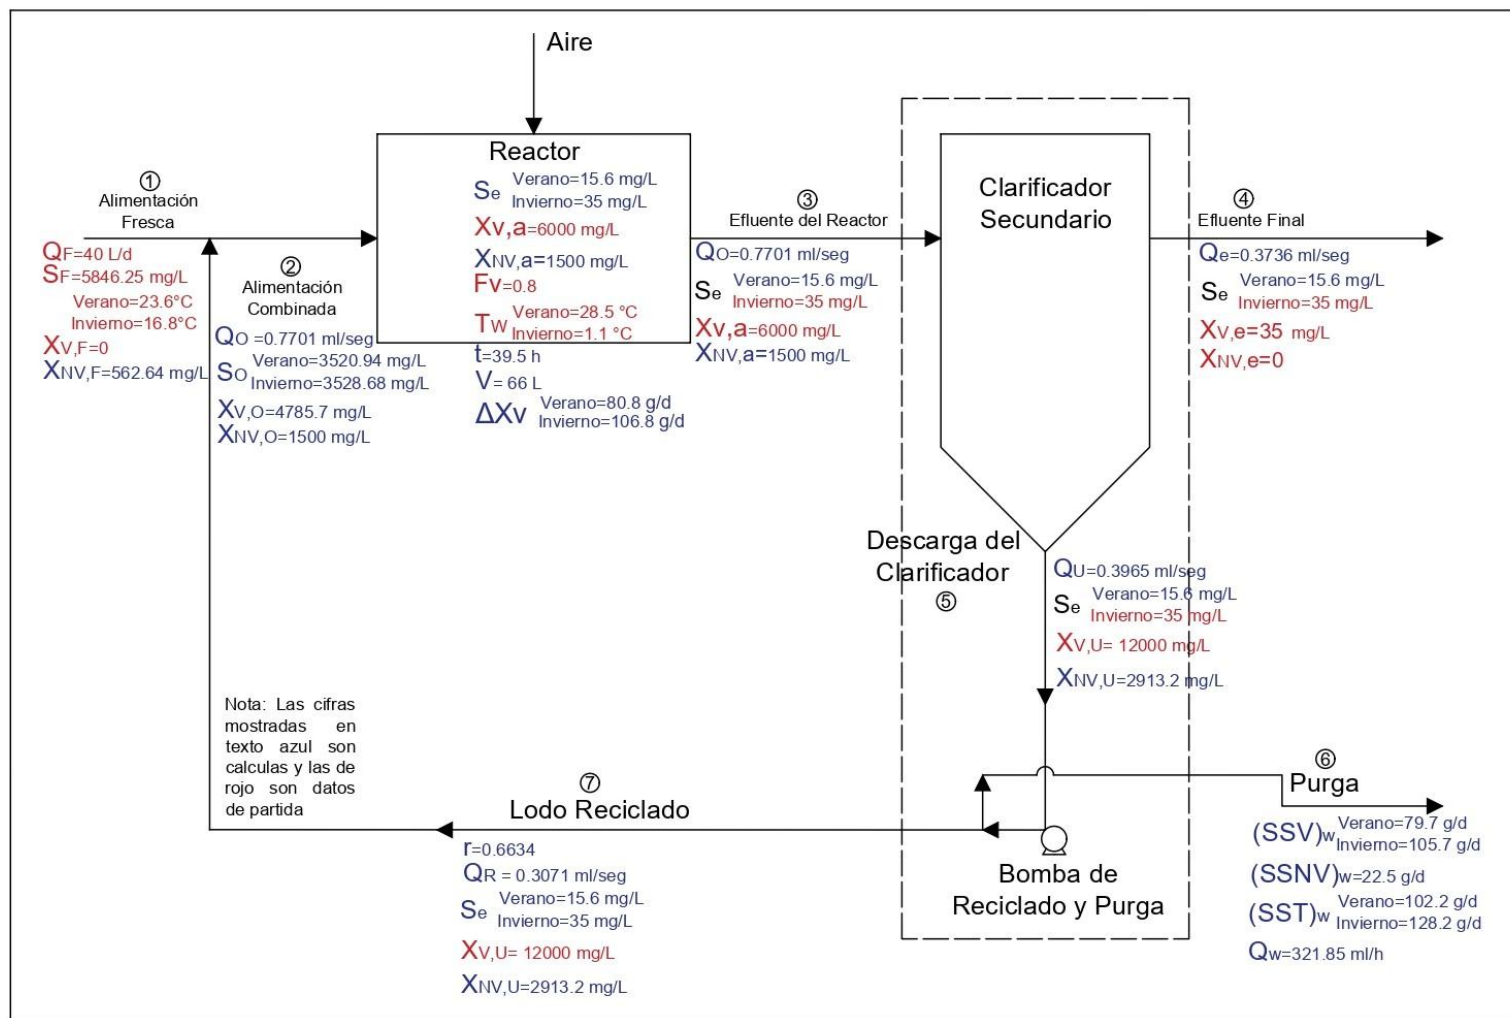 Aire
①
Alimentación
Fresca
QF=40 L/d
SF=5846.25 mg/L
Verano=23.6°C
Invierno=16.8°C
XV,F=0
XNV,F=562.64 mg/L
②
Alimentación
Combinada
QO =0.7701 ml/seg
SO Verano=3520.94 mg/L
Invierno=3528.68 mg/L
XV,O=4785.7 mg/L
XNV,O=1500 mg/L
Reactor
Se Verano=15.6 mg/L
Invierno=35 mg/L
Xv,a=6000 mg/L
XNV,a=1500 mg/L
Fv=0.8
Tw Verano=28.5 °C
Invierno=1.1 °C
t=39.5 h
V= 66 L
ΔXv Verano=80.8 g/d
Invierno=106.8 g/d
③
Efluente del Reactor
QO=0.7701 ml/seg
Se Verano=15.6 mg/L
Invierno=35 mg/L
Xv,a=6000 mg/L
XNV,a=1500 mg/L
Clarificador
Secundario
④
Efluente Final
Qe=0.3736 ml/seg
Se Verano=15.6 mg/L
Invierno=35 mg/L
XV,e=35 mg/L
XNV,e=0
Descarga del
Clarificador
⑤
QU=0.3965 ml/seg
Se Verano=15.6 mg/L
Invierno=35 mg/L
XV,U= 12000 mg/L
XNV,U=2913.2 mg/L
Nota: Las cifras
mostradas en
texto azul son
calculas y las de
rojo son datos
de partida
⑦
Lodo Reciclado
r=0.6634
QR = 0.3071 ml/seg
Se Verano=15.6 mg/L
Invierno=35 mg/L
XV,U= 12000 mg/L
XNV,U=2913.2 mg/L
Bomba de
Reciclado y Purga
⑥
Purga
(SSV)w Verano=79.7 g/d
Invierno=105.7 g/d
(SSNV)w=22.5 g/d
(SST)w Verano=102.2 g/d
Invierno=128.2 g/d
Qw=321.85 ml/h